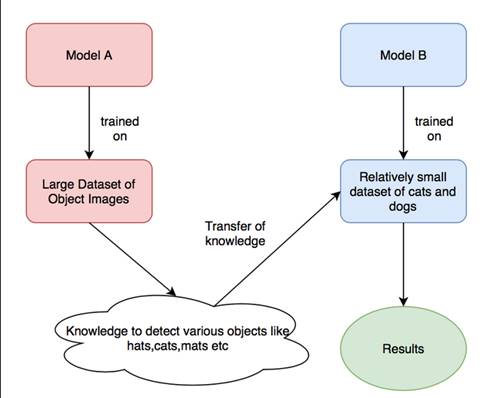 Model A
Model B
trained
on
trained
on
Large Dataset of
Object Images
Relatively small
dataset of cats and
dogs
Transfer of
knowledge
Knowledge to detect various objects like
hats,cats,mats etc
Results